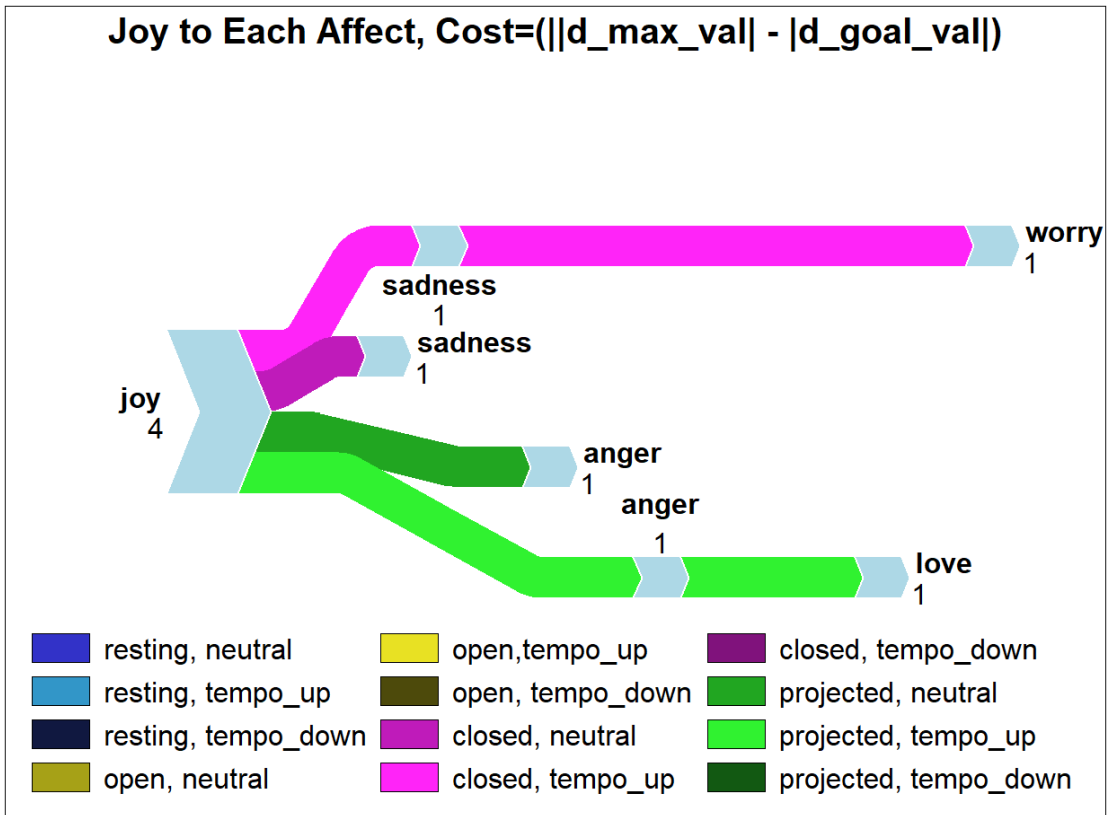 Joy to Each Affect, Cost=(||d_max_val| - |d_goal_val|)
worry
1
sadness
1
sadness
1
joy
4
anger
1
anger
1
love
1
resting, neutral
resting, tempo_up
resting, tempo_down
open, neutral
open,tempo_up
open, tempo_down
closed, neutral
closed, tempo_up
closed, tempo_down
projected, neutral
projected, tempo_up
projected, tempo_down